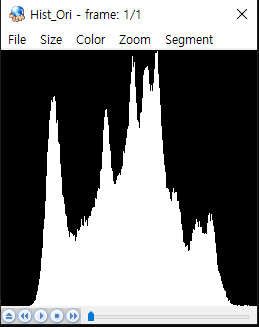 Hist_Ori - frame: 1/1
File Size Color Zoom Segment